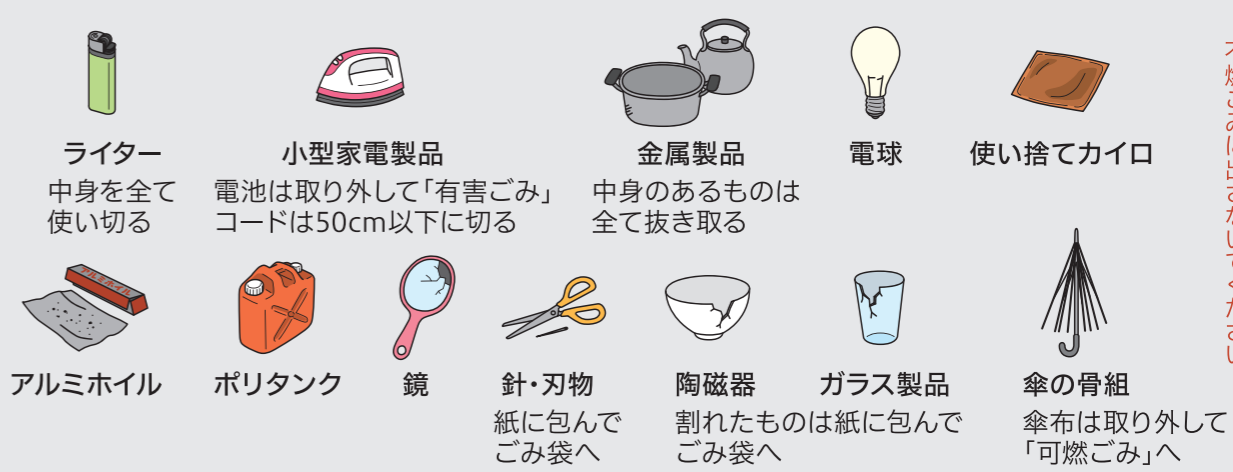 ライター
中身を全て
使い切る
小型家電製品
電池は取り外して「有害ごみ」
コードは50cm以下に切る
金属製品
中身のあるものは
全て抜き取る
電球
使い捨てカイロ
アルミホイル
アルミホイル
ポリタンク
鏡
針・刃物
紙に包んで
ごみ袋へ
陶磁器
ガラス製品
割れたものは紙に包んで
ごみ袋へ
傘の骨組
傘布は取り外して
「可燃ごみ」へ